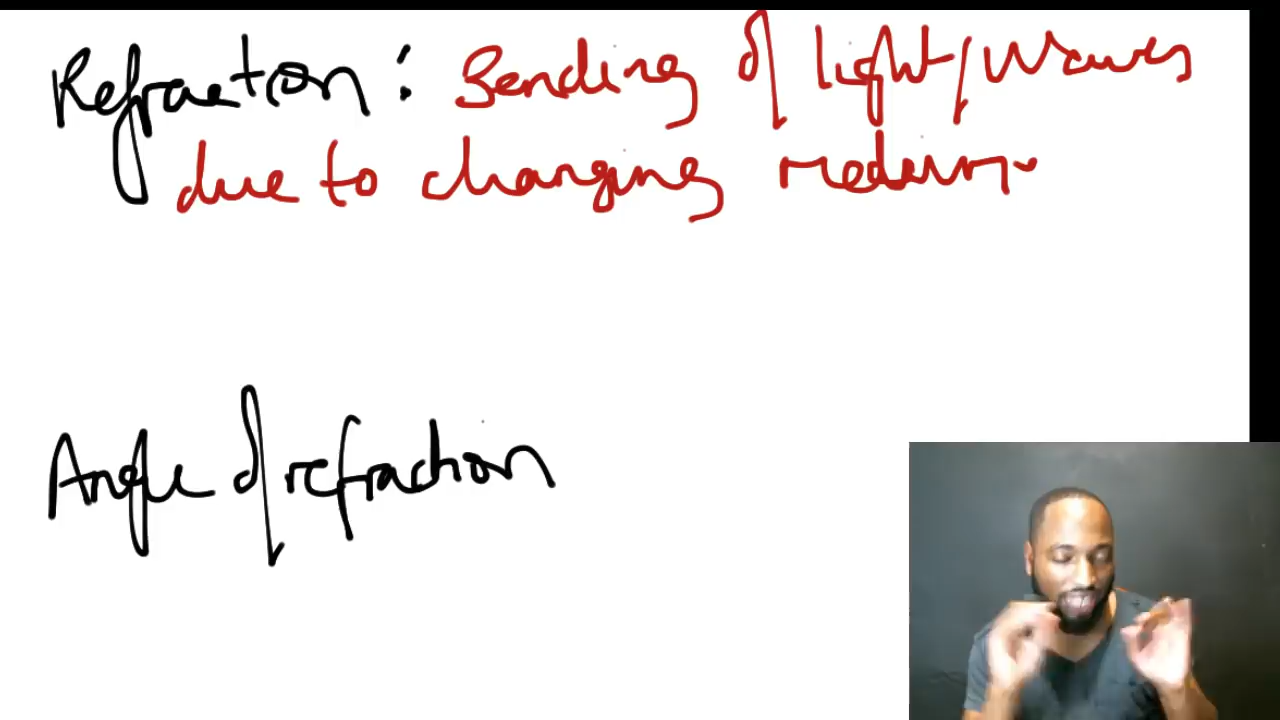 Refraction: Bending of light/waves
due to changing medium
Angle of refraction